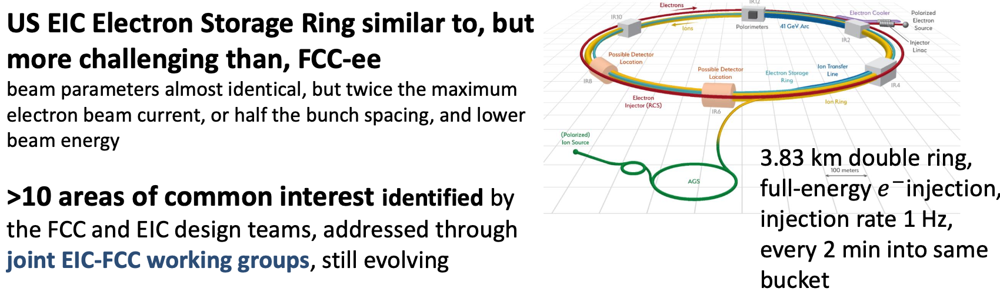 US EIC Electron Storage Ring similar to, but
more challenging than, FCC-ee
beam parameters almost identical, but twice the maximum
electron beam current, or half the bunch spacing, and lower
beam energy
>10 areas of common interest identified by
the FCC and EIC design teams, addressed through
joint EIC-FCC working groups, still evolving
IR12
Electrons
IR10
Ions
Polarimeters
41 GeV Arc
Electron Cooler
Polarized
Electron
Source
IR2
Injector
Linac
Possible Detector
Location
IR8
Possible Detector
Location
Electron Storage
Ring
Ion Transfer
Line
IR4
Electron
Injector (RCS)
IR6
Ion Ring
(Polarized)
Ion Source
AGS
100 meters
3.83 km double ring,
full-energy e⁻ injection,
injection rate 1 Hz,
every 2 min into same
bucket